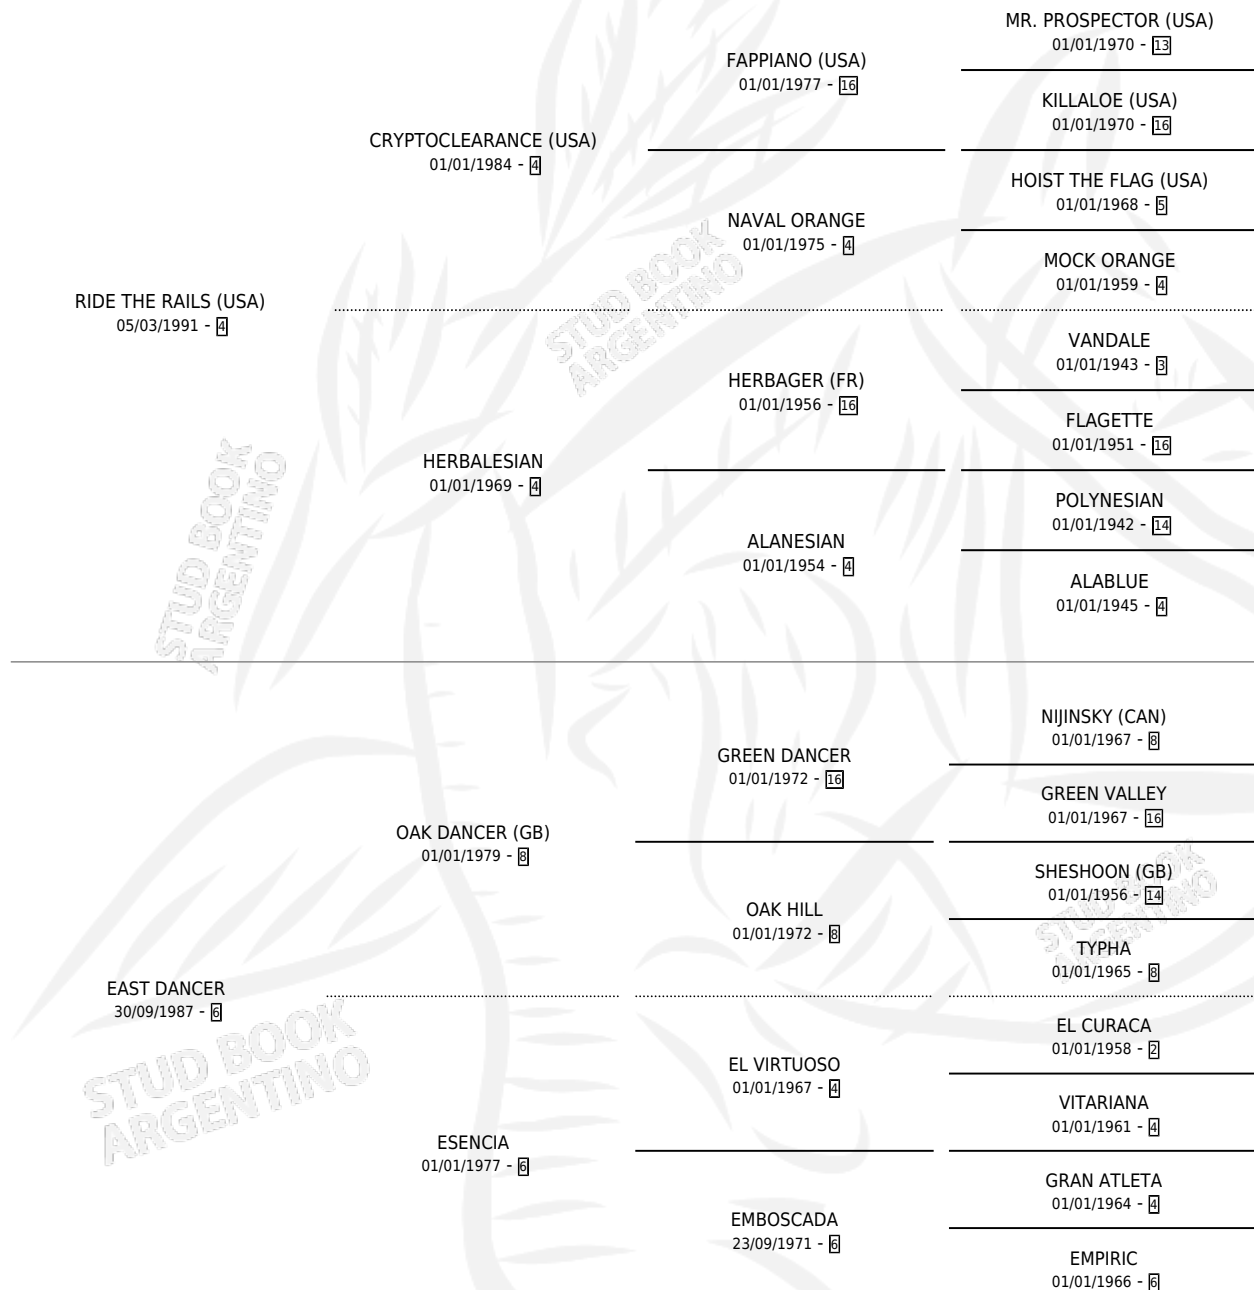 MR. PROSPECTOR (USA)
01/01/1970 - 13
FAPPIANO (USA)
01/01/1977 - 16
KILLALOE (USA)
01/01/1970 - 16
CRYPTOCLEARANCE (USA)
01/01/1984 - 4
HOIST THE FLAG (USA)
01/01/1968 - 5
NAVAL ORANGE
01/01/1975 - 4
MOCK ORANGE
01/01/1959 - 4
STUD BOOK
ARGENTINO
RIDE THE RAILS (USA)
05/03/1991 - 4
VANDALE
01/01/1943 - 3
HERBAGER (FR)
01/01/1956 - 16
FLAGETTE
01/01/1951 - 16
HERBALESIAN
01/01/1969 - 4
POLYNESIAN
01/01/1942 - 14
ALANESIAN
01/01/1954 - 4
ALABLUE
01/01/1945 - 4
STUD BOOK
ARGENTINO
NIJINSKY (CAN)
01/01/1967 - 8
GREEN DANCER
01/01/1972 - 16
GREEN VALLEY
01/01/1967 - 16
OAK DANCER (GB)
01/01/1979 - 8
SHESHOON (GB)
01/01/1956 - 14
OAK HILL
01/01/1972 - 8
TYPHA
01/01/1965 - 8
STUD BOOK
ARGENTINO
EAST DANCER
30/09/1987 - 6
EL CURACA
01/01/1958 - 2
EL VIRTUOSO
01/01/1967 - 4
VITARIANA
01/01/1961 - 4
STUD BOOK
ARGENTINO
ESENCIA
01/01/1977 - 6
GRAN ATLETA
01/01/1964 - 4
EMBOSCADA
23/09/1971 - 6
EMPIRIC
01/01/1966 - 6